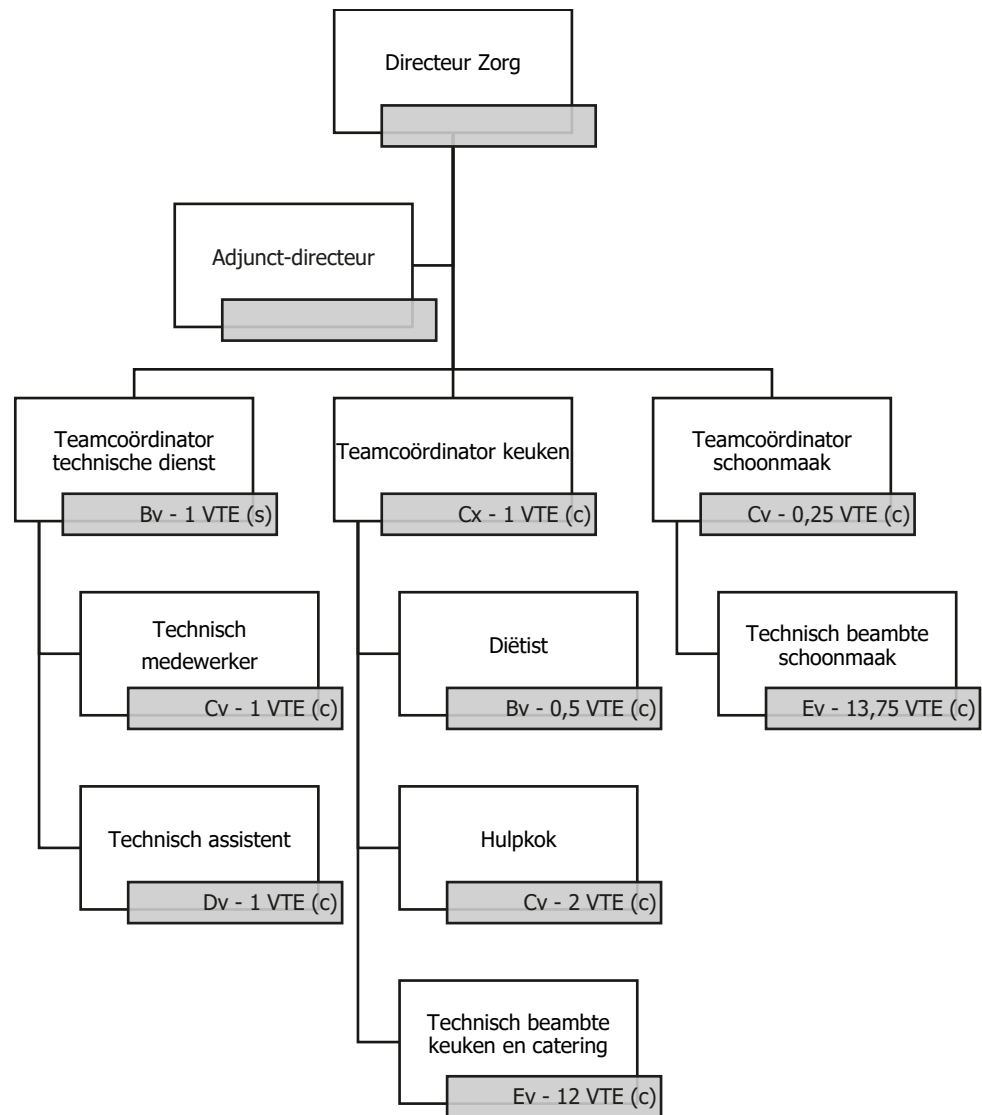 Directeur Zorg
Adjunct-directeur
Teamcoördinator
technische dienst
Bv - 1 VTE (s)
Teamcoördinator keuken
Cx - 1 VTE (c)
Teamcoördinator
schoonmaak
Cv - 0,25 VTE (c)
Technisch
medewerker
Cv - 1 VTE (c)
Diëtist
Bv - 0,5 VTE (c)
Technisch beambte
schoonmaak
Ev - 13,75 VTE (c)
Technisch assistent
Dv - 1 VTE (c)
Hulpkok
Cv - 2 VTE (c)
Technisch beambte
keuken en catering
Ev - 12 VTE (c)